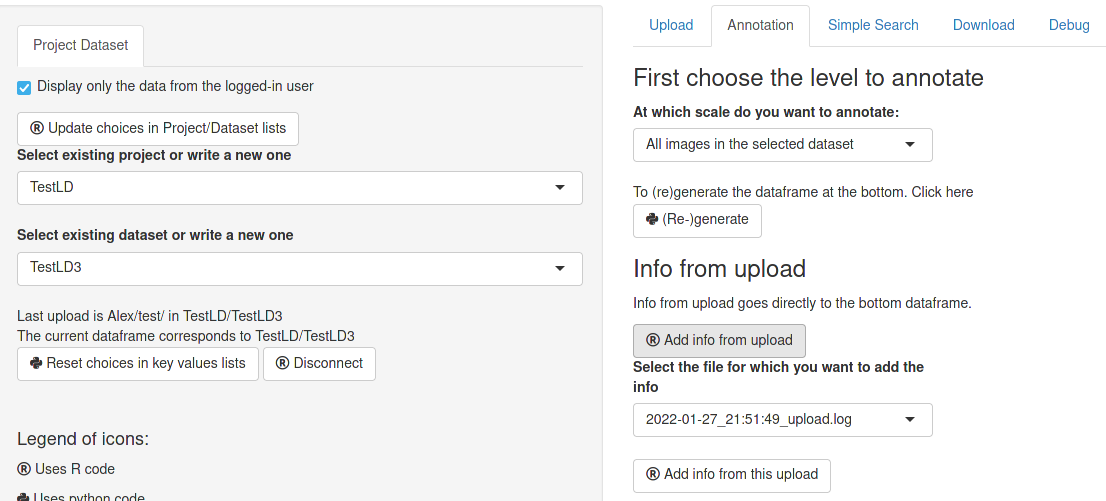 Project Dataset
Display only the data from the logged-in user
® Update choices in Project/Dataset lists
Select existing project or write a new one
TestLD
Select existing dataset or write a new one
TestLD3
Last upload is Alex/test/ in TestLD/TestLD3
The current dataframe corresponds to TestLD/TestLD3
Reset choices in key values lists
® Disconnect
Legend of icons:
® Uses R code
Uses python code
Upload
Annotation
Simple Search
Download
Debug
First choose the level to annotate
At which scale do you want to annotate:
All images in the selected dataset
To (re)generate the dataframe at the bottom. Click here
(Re-)generate
Info from upload
Info from upload goes directly to the bottom dataframe.
® Add info from upload
Select the file for which you want to add the
info
2022-01-27_21:51:49_upload.log
® Add info from this upload